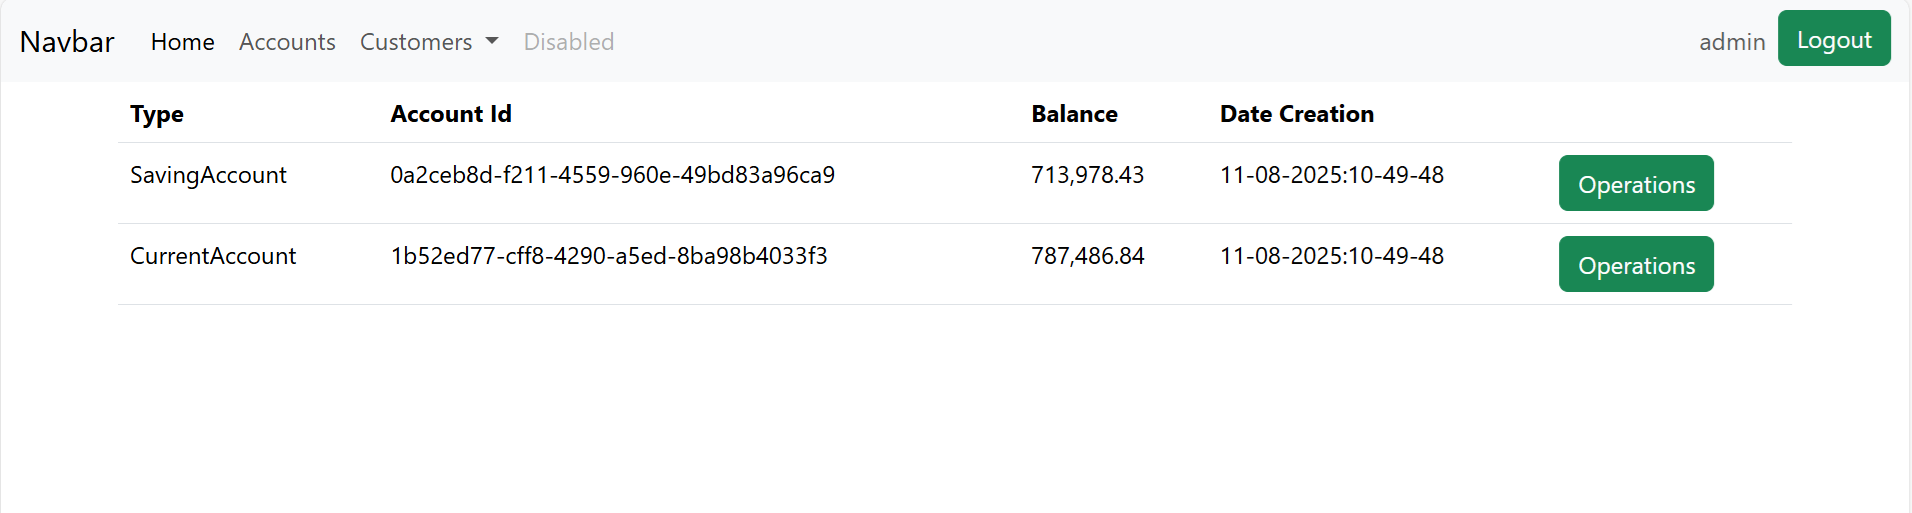 Navbar Home Accounts Customers Disabled admin Logout
Type Account Id Balance Date Creation
SavingAccount 0a2ceb8d-f211-4559-960e-49bd83a96ca9 713,978.43 11-08-2025:10-49-48 Operations
CurrentAccount 1b52ed77-cff8-4290-a5ed-8ba98b4033f3 787,486.84 11-08-2025:10-49-48 Operations